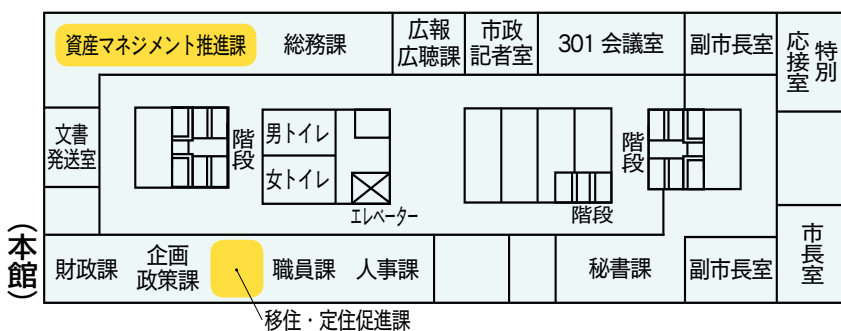 資産マネジメント推進課
総務課
広報
広聴課
市政
記者室
301 会議室
副市長室
特別
応接室
文書
発送室
階段
男トイレ
女トイレ
エレベーター
階段
階段
(本館)
財政課
企画
政策課
職員課
人事課
秘書課
副市長室
市長室
移住・定住促進課